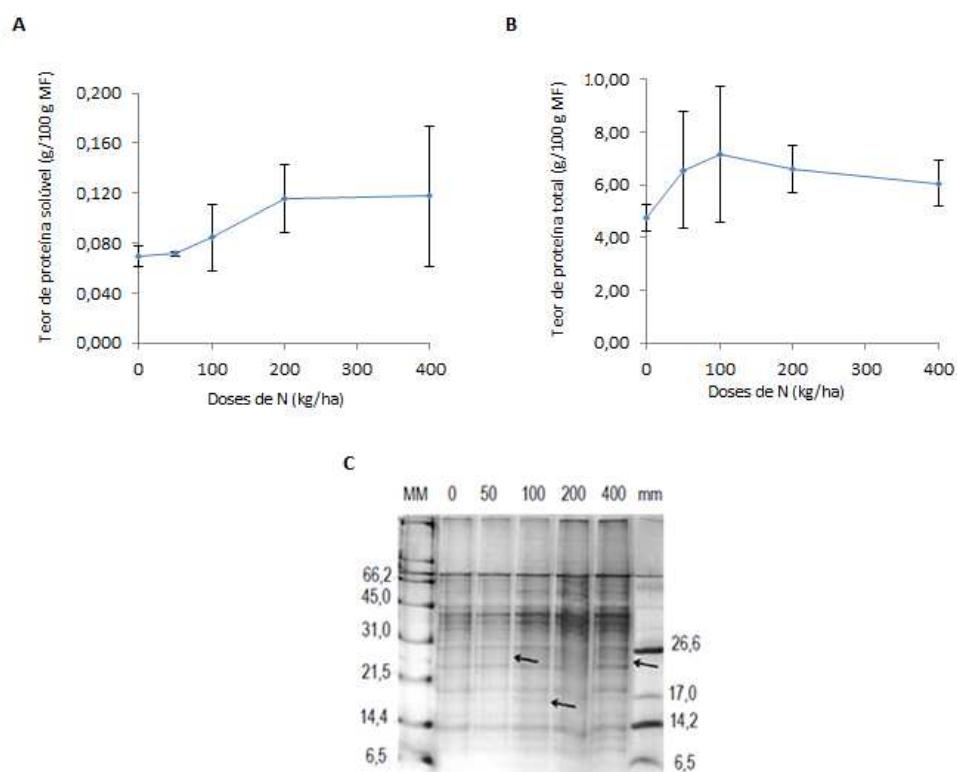 A
Teor de proteína solúvel (g/100 g MF)
0,200
0,160
0,120
0,080
0,040
0,000
0 100 200 300 400
Doses de N (kg/ha)
B
Teor de proteína total (g/100 g MF)
10,00
8,00
6,00
4,00
2,00
0,00
0 100 200 300 400
Doses de N (kg/ha)
C
MM 0 50 100 200 400 mm
66,2
45,0
31,0
21,5
14,4
6,5
26,6
17,0
14,2
6,5